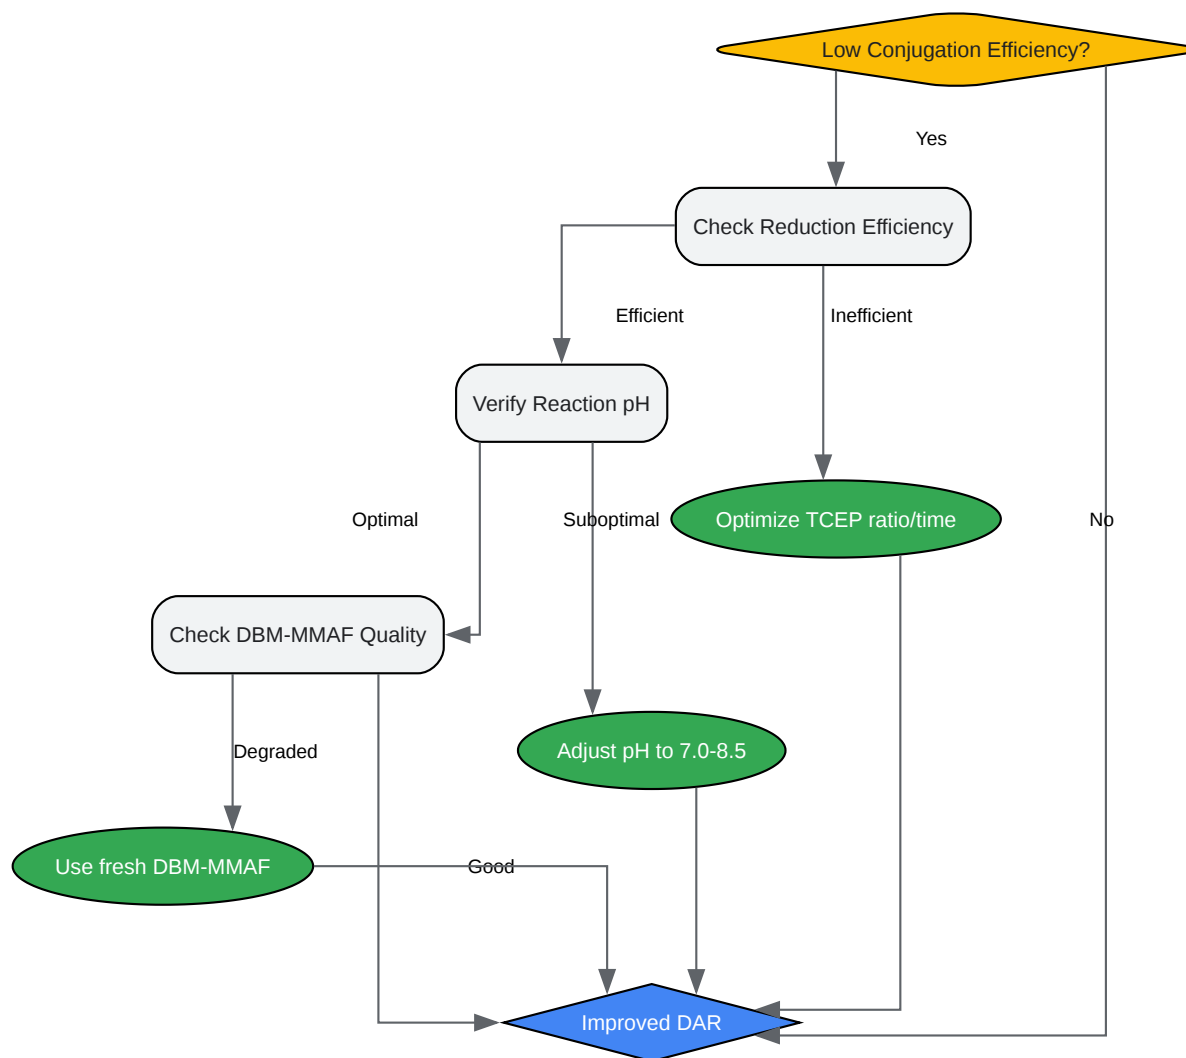 Low Conjugation Efficiency?
Yes
Check Reduction Efficiency
Efficient
Inefficient
Verify Reaction pH
Optimal
Suboptimal
Optimize TCEP ratio/time
No
Check DBM-MMAF Quality
Degraded
Adjust pH to 7.0-8.5
Use fresh DBM-MMAF
Good
Improved DAR